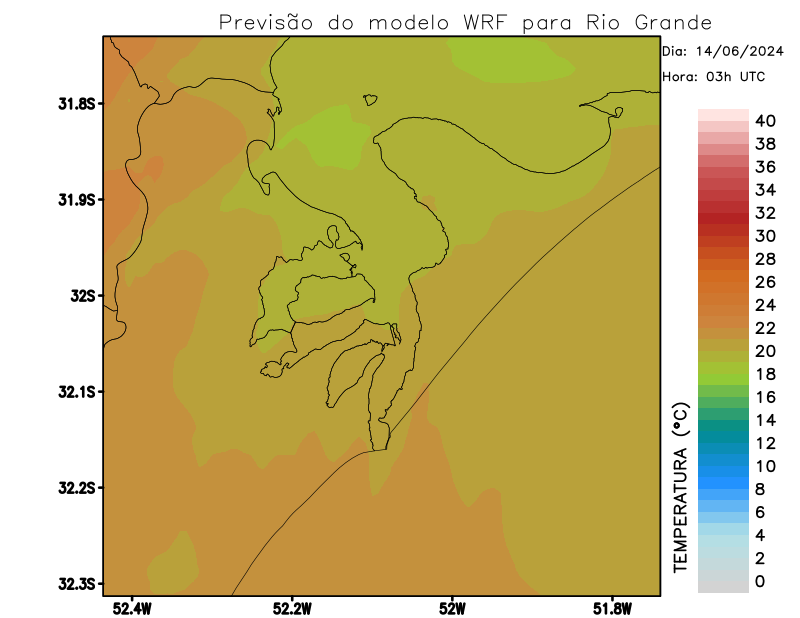 Previsão do modelo WRF para Rio Grande
Dia: 14/06/2024
Hora: 03h UTC
31.8S
31.9S
32S
32.1S
32.2S
32.3S
52.4W
52.2W
52W
51.8W
40
38
36
34
32
30
28
26
24
22
20
18
16
14
12
10
8
6
4
2
0
TEMPERATURA (°C)